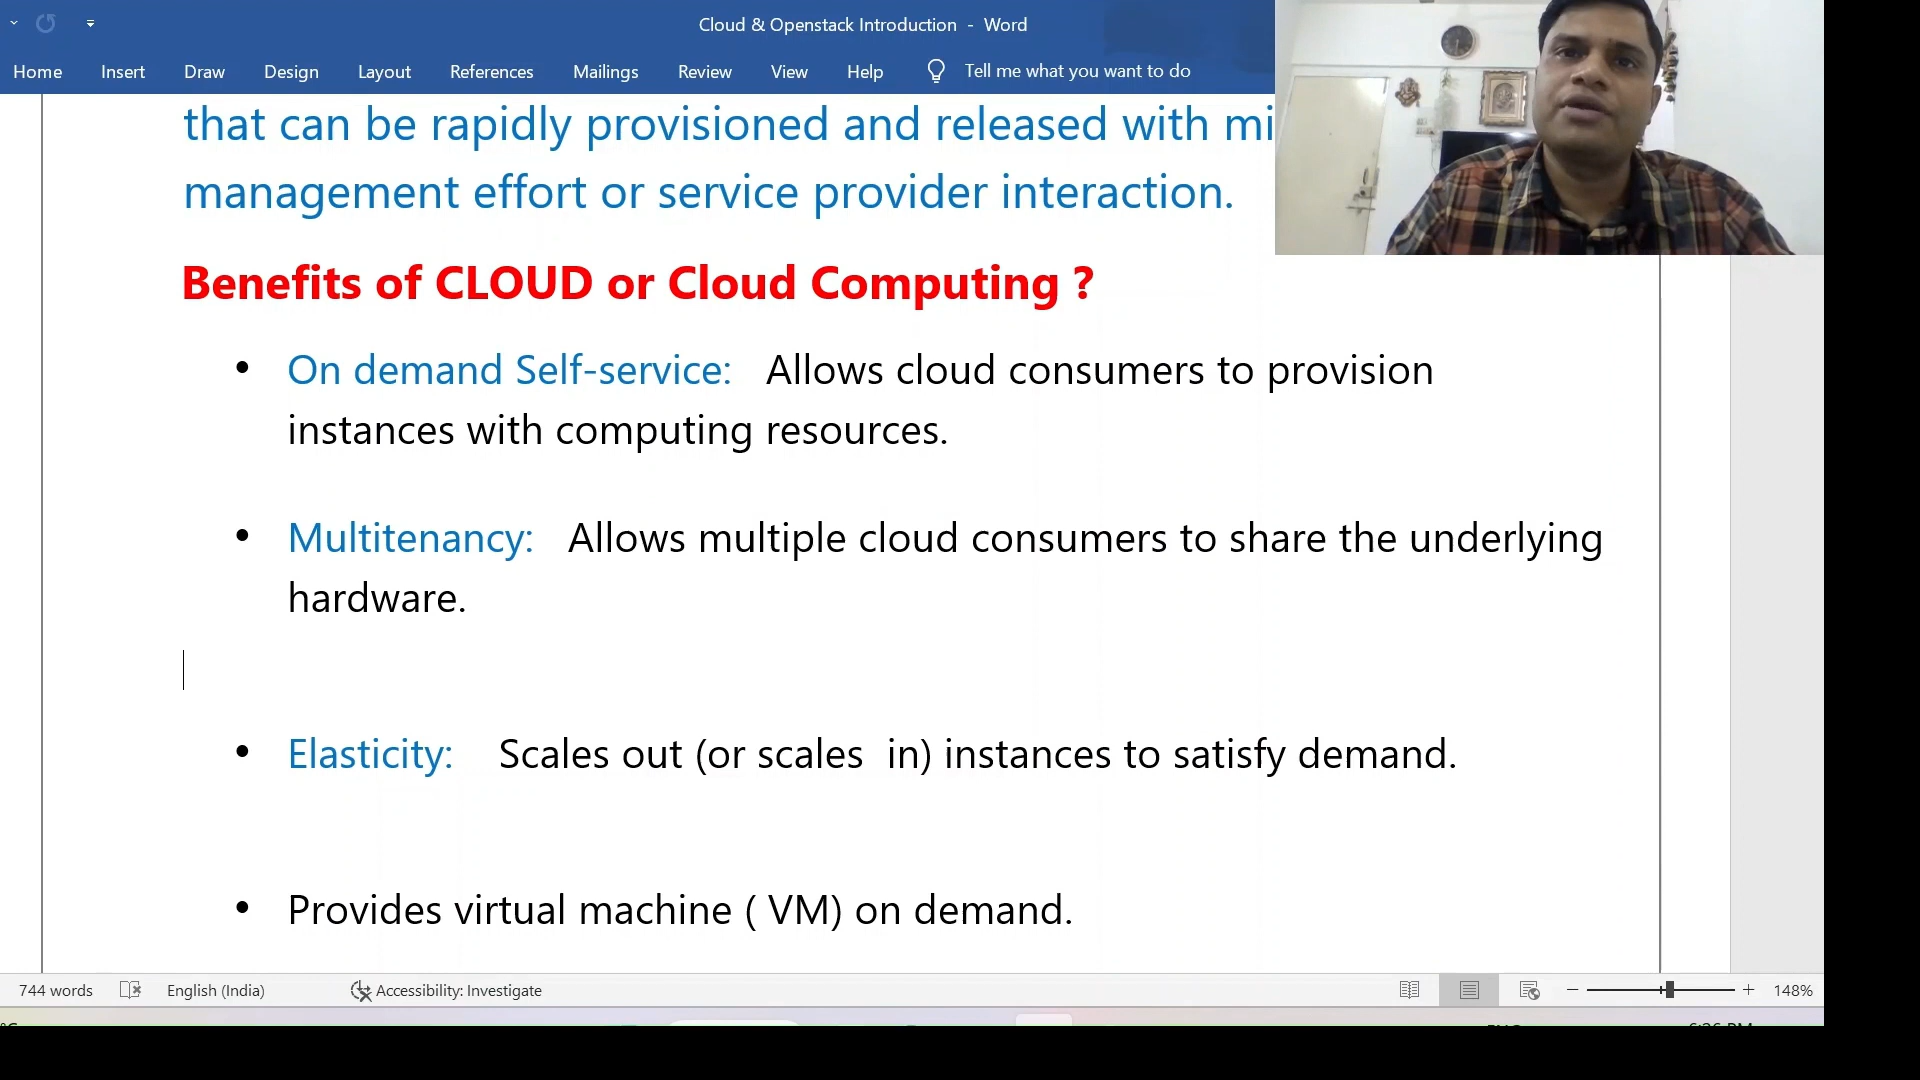 Cloud & Openstack Introduction - Word
Home Insert Draw Design Layout References Mailings Review View Help Tell me what you want to do
that can be rapidly provisioned and released with mi
management effort or service provider interaction.
Benefits of CLOUD or Cloud Computing ?
• On demand Self-service: Allows cloud consumers to provision
instances with computing resources.
• Multitenancy: Allows multiple cloud consumers to share the underlying
hardware.
• Elasticity: Scales out (or scales in) instances to satisfy demand.
• Provides virtual machine ( VM) on demand.
744 words English (India) Accessibility: Investigate 148%